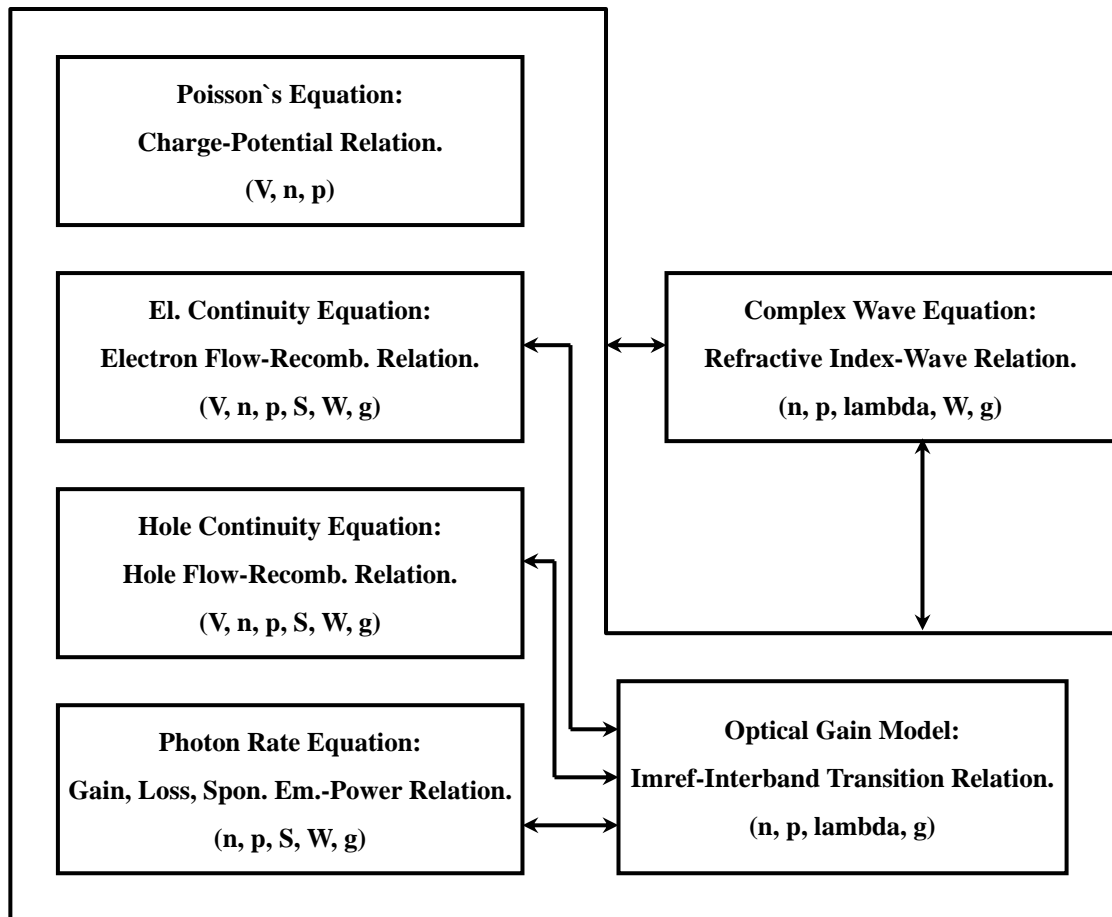 Poisson`s Equation:
Charge-Potential Relation.
(V, n, p)
El. Continuity Equation:
Electron Flow-Recomb. Relation.
(V, n, p, S, W, g)
Complex Wave Equation:
Refractive Index-Wave Relation.
(n, p, lambda, W, g)
Hole Continuity Equation:
Hole Flow-Recomb. Relation.
(V, n, p, S, W, g)
Photon Rate Equation:
Gain, Loss, Spon. Em.-Power Relation.
(n, p, S, W, g)
Optical Gain Model:
Imref-Interband Transition Relation.
(n, p, lambda, g)